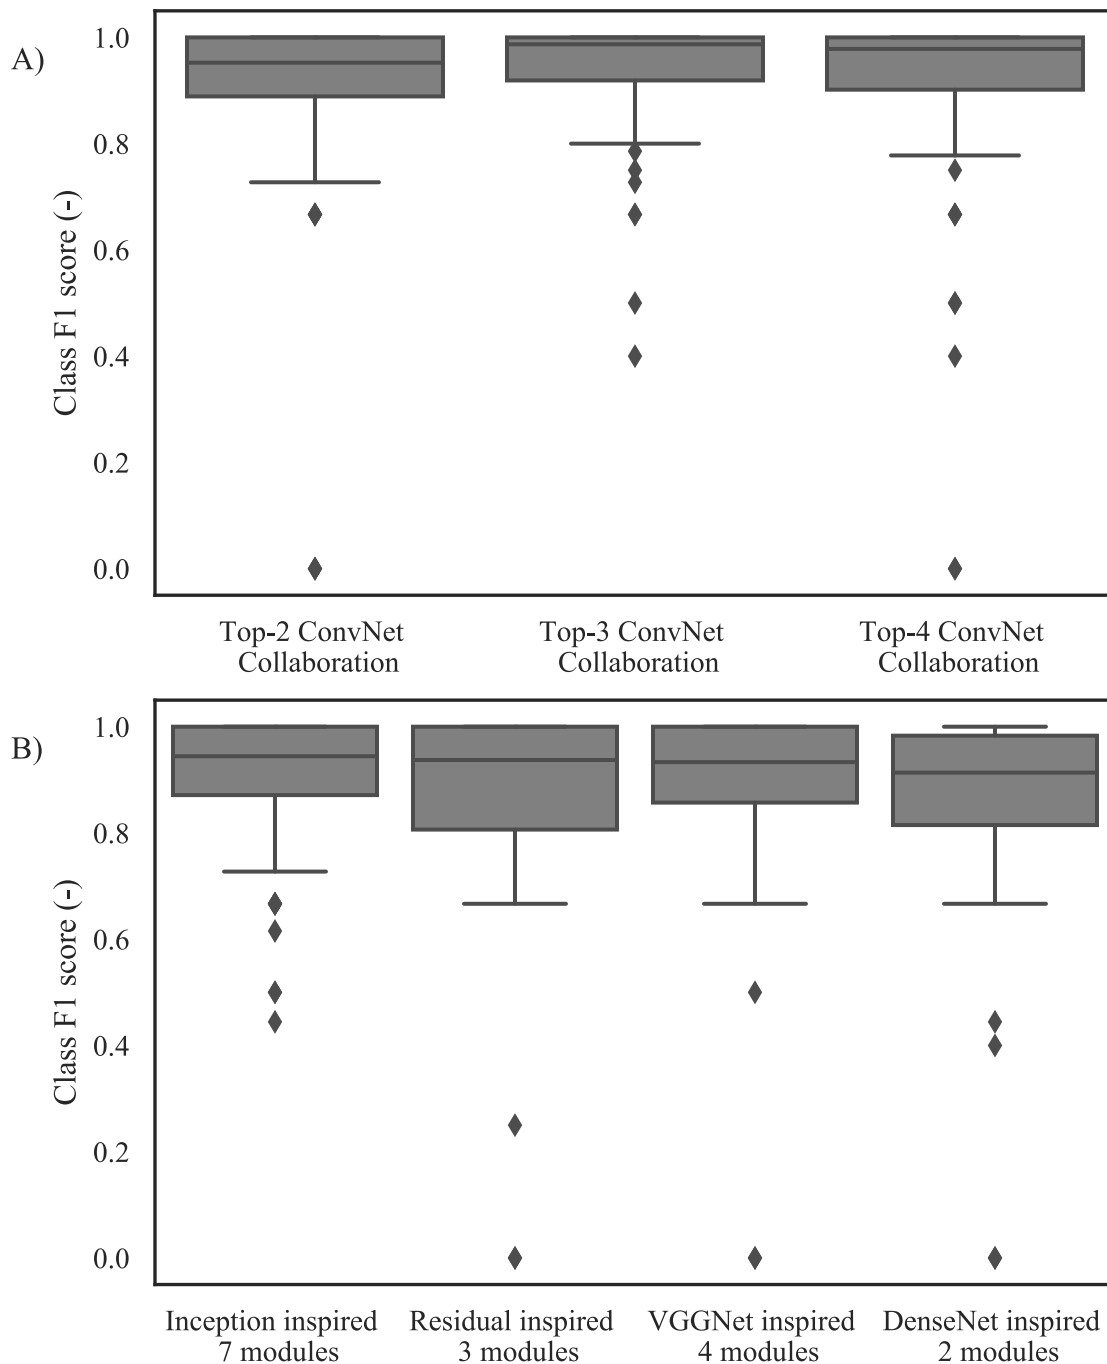 A)
1.0
0.8
0.6
0.4
0.2
0.0
Class F1 score (-)
Top-2 ConvNet
Collaboration
Top-3 ConvNet
Collaboration
Top-4 ConvNet
Collaboration
B)
1.0
0.8
0.6
0.4
0.2
0.0
Class F1 score (-)
Inception inspired
7 modules
Residual inspired
3 modules
VGGNet inspired
4 modules
DenseNet inspired
2 modules